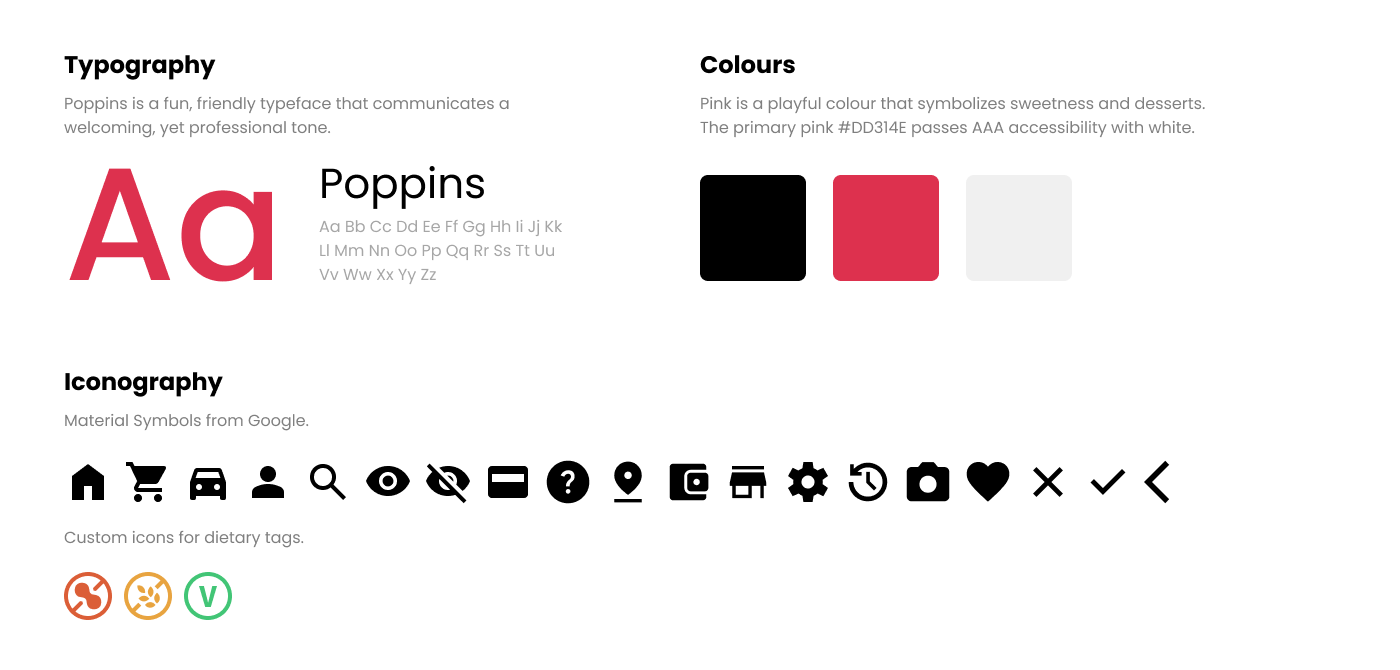 Typography
Poppins is a fun, friendly typeface that communicates a
welcoming, yet professional tone.
Aa
Poppins
Aa Bb Cc Dd Ee Ff Gg Hh Ii Jj Kk
Ll Mm Nn Oo Pp Qq Rr Ss Tt Uu
Vv Ww Xx Yy Zz
Colours
Pink is a playful colour that symbolizes sweetness and desserts.
The primary pink #DD314E passes AAA accessibility with white.
Iconography
Material Symbols from Google.
?
Custom icons for dietary tags.
V